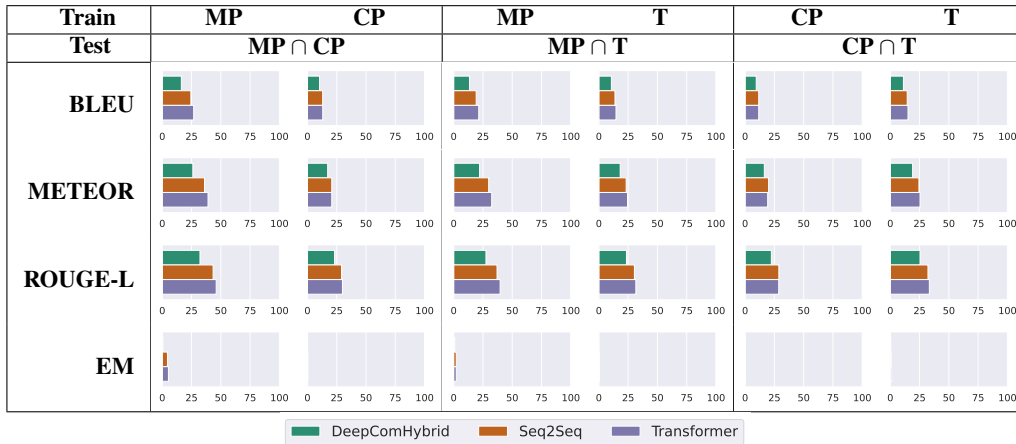 Train MP CP MP T CP T
Test MP ∩ CP MP ∩ T CP ∩ T
BLEU
0 25 50 75 100 0 25 50 75 100 0 25 50 75 100 0 25 50 75 100 0 25 50 75 100 0 25 50 75 100
METEOR
0 25 50 75 100 0 25 50 75 100 0 25 50 75 100 0 25 50 75 100 0 25 50 75 100 0 25 50 75 100
ROUGE-L
0 25 50 75 100 0 25 50 75 100 0 25 50 75 100 0 25 50 75 100 0 25 50 75 100 0 25 50 75 100
EM
0 25 50 75 100 0 25 50 75 100 0 25 50 75 100 0 25 50 75 100 0 25 50 75 100 0 25 50 75 100
DeepComHybrid Seq2Seq Transformer